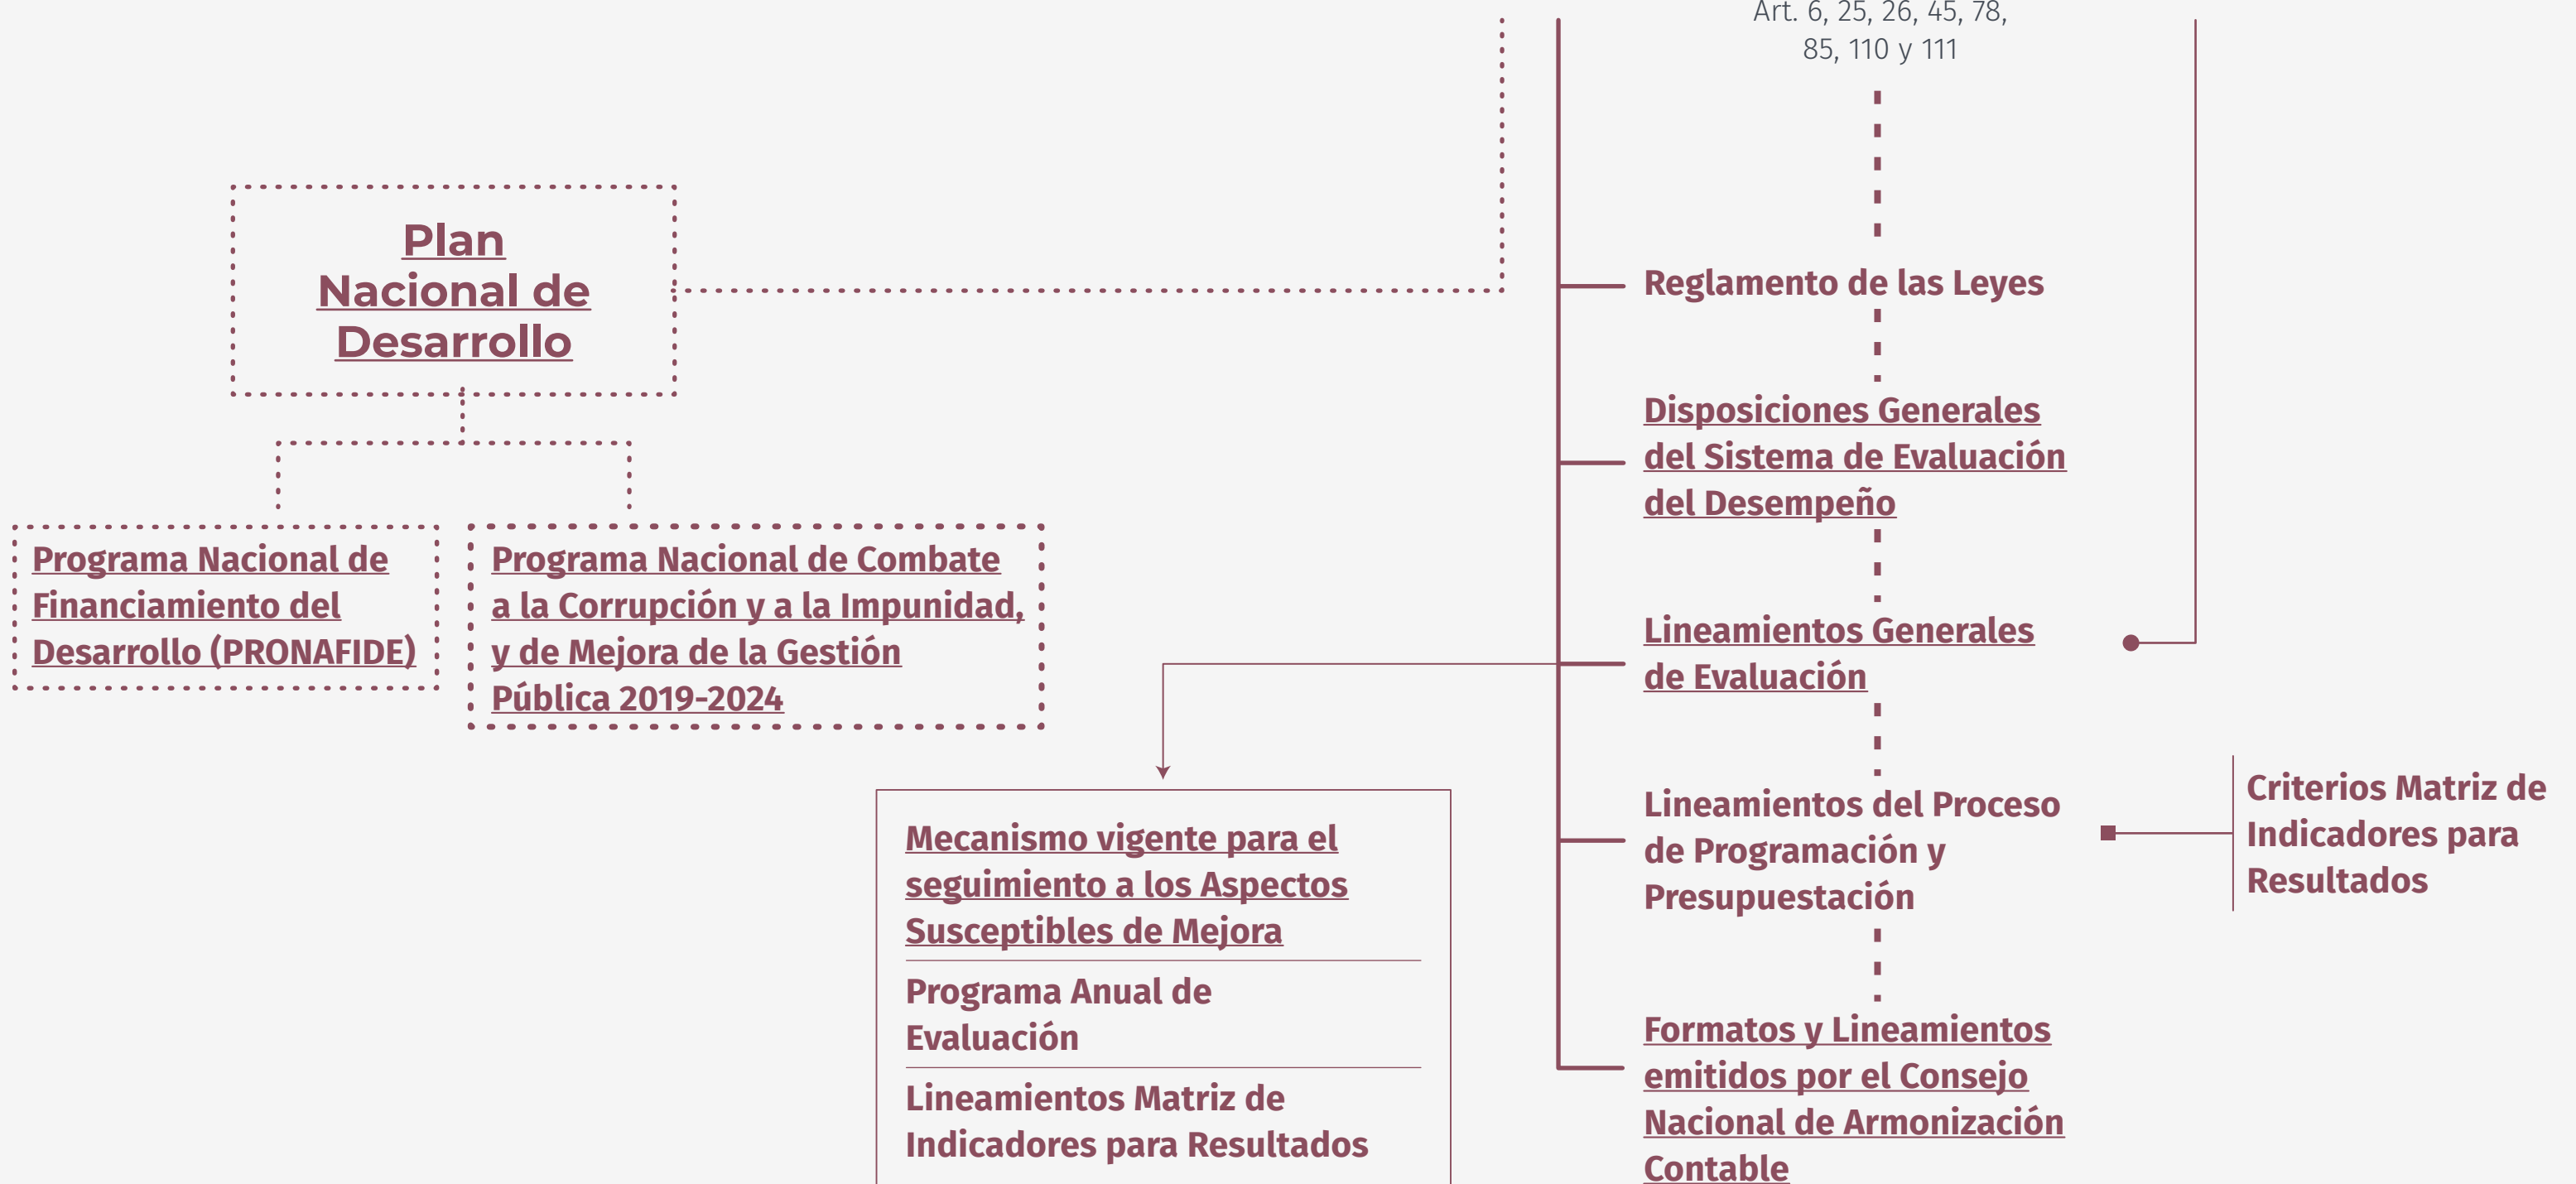 Art. 6, 25, 26, 45, 78,
85, 110 y 111
Plan
Nacional de
Desarrollo
Programa Nacional de
Financiamiento del
Desarrollo (PRONAFIDE)
Programa Nacional de Combate
a la Corrupción y a la Impunidad,
y de Mejora de la Gestión
Pública 2019-2024
Reglamento de las Leyes
Disposiciones Generales
del Sistema de Evaluación
del Desempeño
Lineamientos Generales
de Evaluación
Lineamientos del Proceso
de Programación y
Presupuestación
Criterios Matriz de
Indicadores para
Resultados
Mecanismo vigente para el
seguimiento a los Aspectos
Susceptibles de Mejora
Programa Anual de
Evaluación
Lineamientos Matriz de
Indicadores para Resultados
Formatos y Lineamientos
emitidos por el Consejo
Nacional de Armonización
Contable